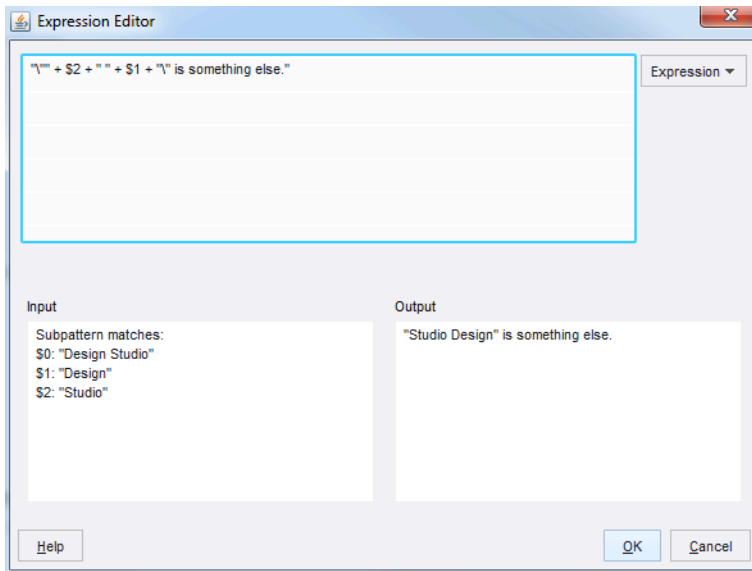 Expression Editor
X
"\"" + $2 + " " + $1 + "\" is something else."
Expression
Input
Output
Subpattern matches:
$0: "Design Studio"
$1: "Design"
$2: "Studio"
"Studio Design" is something else.
Help
OK
Cancel